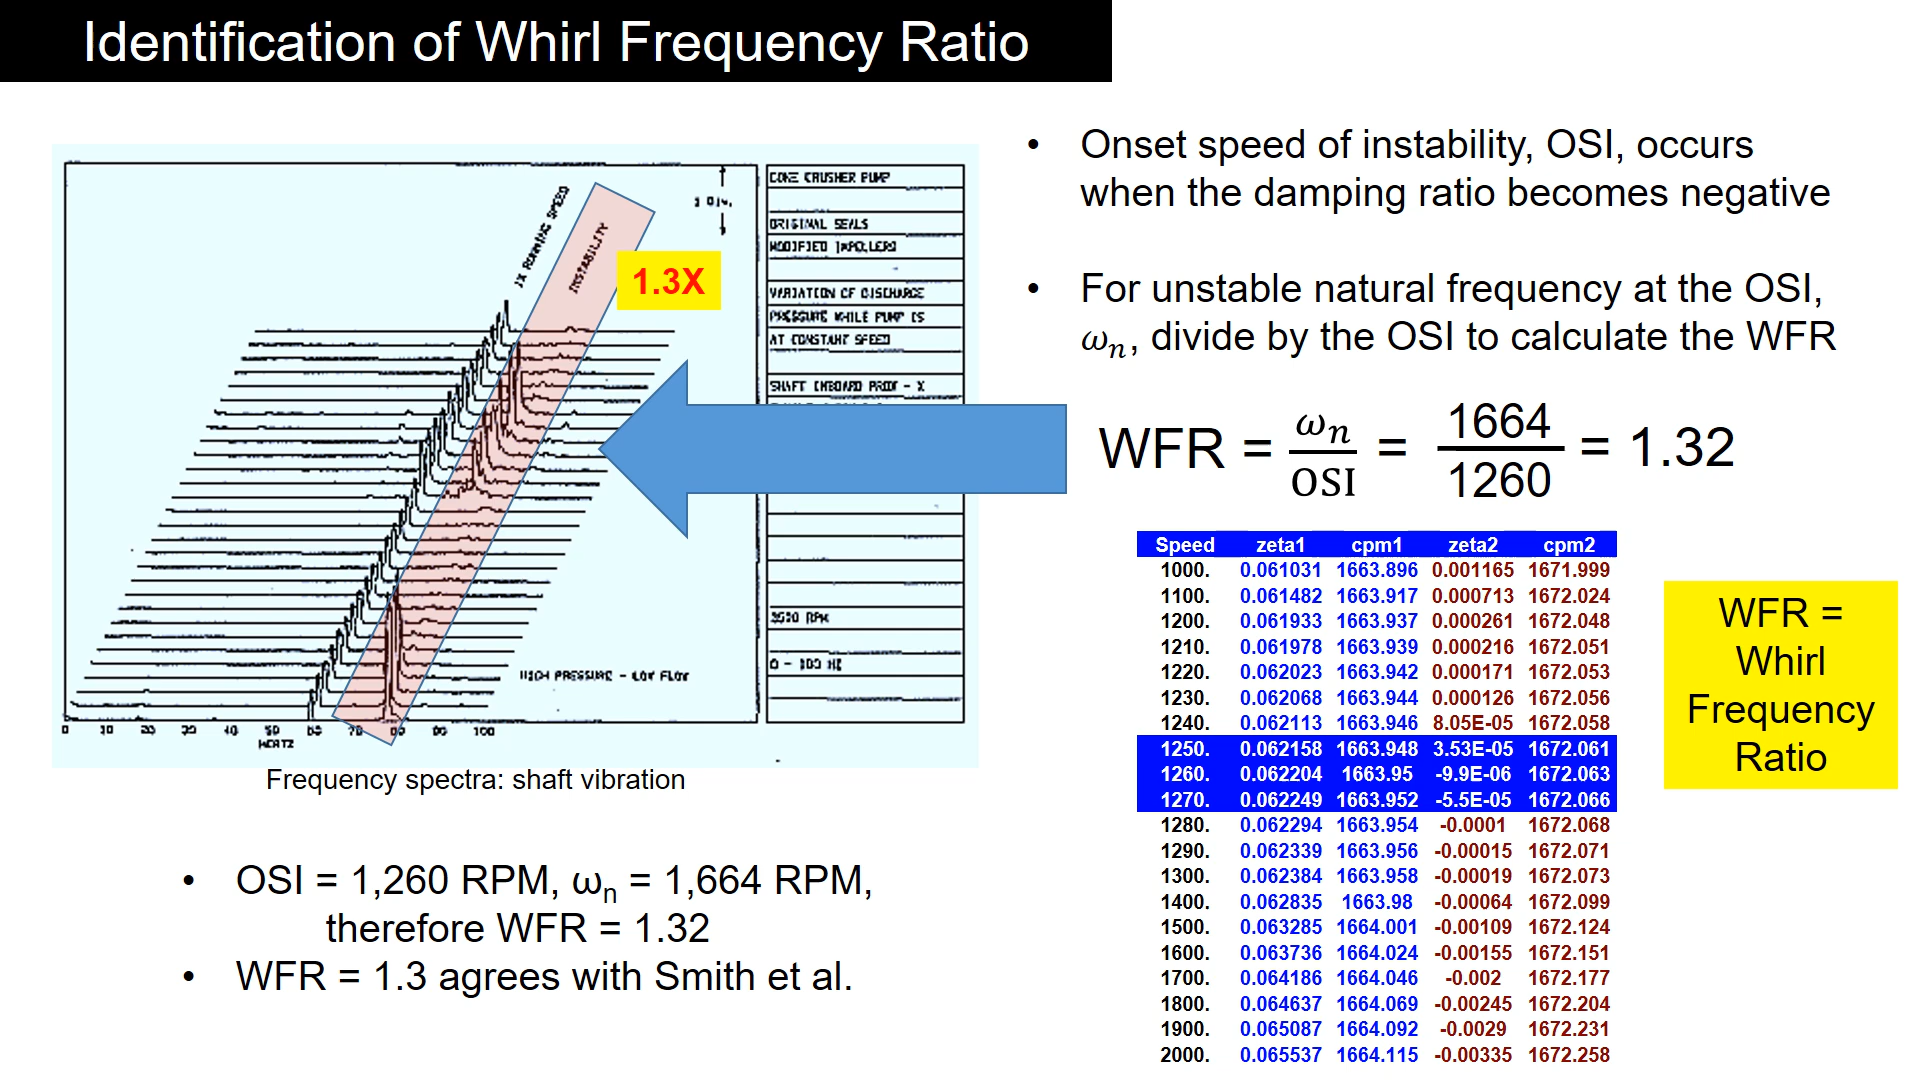 Identification of Whirl Frequency Ratio
1X RUNNING SPEED
INSTABILITY
1 DIV.
1.3X
COKE CRUSHER PUMP
ORIGINAL SEALS
MODIFIED IMPELLERS
VARIATION OF DISCHARGE
PRESSURE WHILE PUMP IS
AT CONSTANT SPEED
SHAFT INBOARD PROX - X
0 - 100 HZ
HIGH PRESSURE - LOW FLOW
0 10 20 30 40 50 60 70 80 90 100
HERTZ
Frequency spectra: shaft vibration
• OSI = 1,260 RPM, ωn = 1,664 RPM,
therefore WFR = 1.32
• WFR = 1.3 agrees with Smith et al.
• Onset speed of instability, OSI, occurs
when the damping ratio becomes negative
• For unstable natural frequency at the OSI,
ωn, divide by the OSI to calculate the WFR
WFR = ωn/OSI = 1664/1260 = 1.32
Speed zeta1 cpm1 zeta2 cpm2
1000. 0.061031 1663.896 0.001165 1671.999
1100. 0.061482 1663.917 0.000713 1672.024
1200. 0.061933 1663.937 0.000261 1672.048
1210. 0.061978 1663.939 0.000216 1672.051
1220. 0.062023 1663.942 0.000171 1672.053
1230. 0.062068 1663.944 0.000126 1672.056
1240. 0.062113 1663.946 8.05E-05 1672.058
1250. 0.062158 1663.948 3.53E-05 1672.061
1260. 0.062204 1663.95 -9.9E-06 1672.063
1270. 0.062249 1663.952 -5.5E-05 1672.066
1280. 0.062294 1663.954 -0.0001 1672.068
1290. 0.062339 1663.956 -0.00015 1672.071
1300. 0.062384 1663.958 -0.00019 1672.073
1400. 0.062835 1663.98 -0.00064 1672.099
1500. 0.063285 1664.001 -0.00109 1672.124
1600. 0.063736 1664.024 -0.00155 1672.151
1700. 0.064186 1664.046 -0.002 1672.177
1800. 0.064637 1664.069 -0.00245 1672.204
1900. 0.065087 1664.092 -0.0029 1672.231
2000. 0.065537 1664.115 -0.00335 1672.258
WFR =
Whirl
Frequency
Ratio